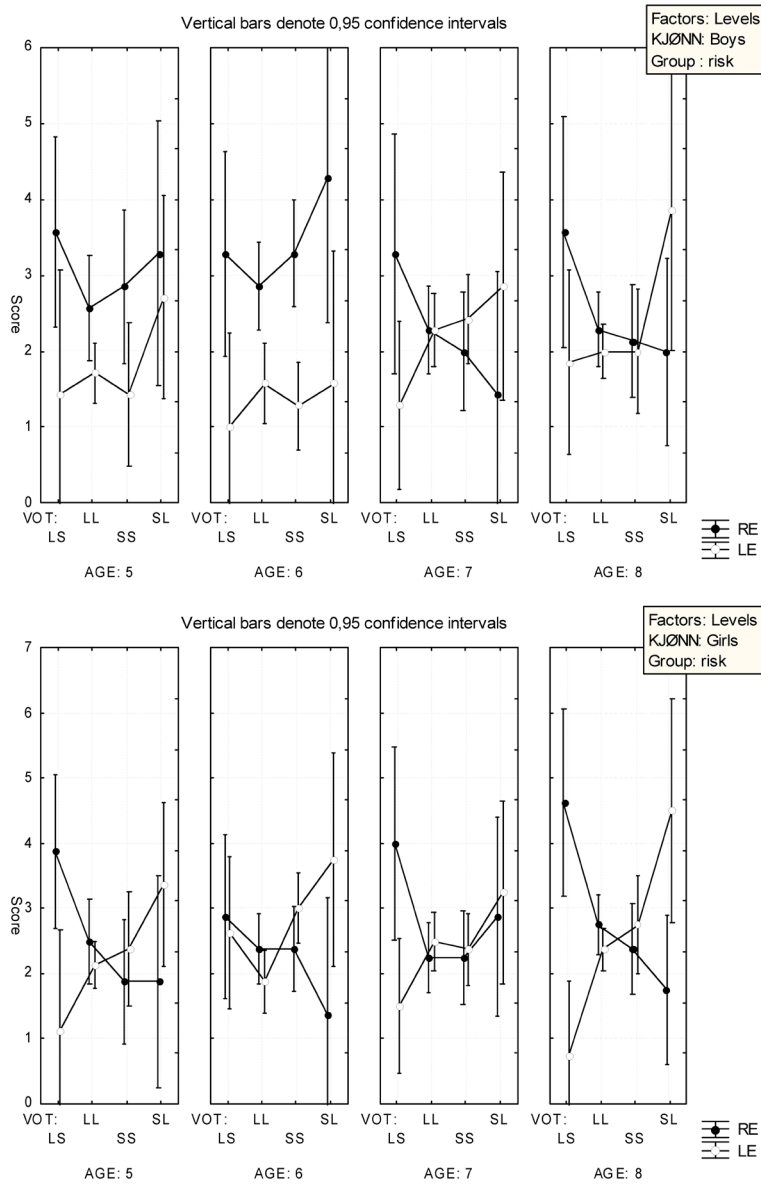 Vertical bars denote 0,95 confidence intervals
Factors: Levels
KJØNN: Boys
Group : risk
6
5
4
3
2
1
0
Score
VOT: LL SL VOT: LL SL VOT: LL SL VOT: LL SL
LS SS LS SS LS SS LS SS
AGE: 5 AGE: 6 AGE: 7 AGE: 8
RE
LE
Vertical bars denote 0,95 confidence intervals
Factors: Levels
KJØNN: Girls
Group: risk
7
6
5
4
3
2
1
0
Score
VOT: LL SL VOT: LL SL VOT: LL SL VOT: LL SL
LS SS LS SS LS SS LS SS
AGE: 5 AGE: 6 AGE: 7 AGE: 8
RE
LE